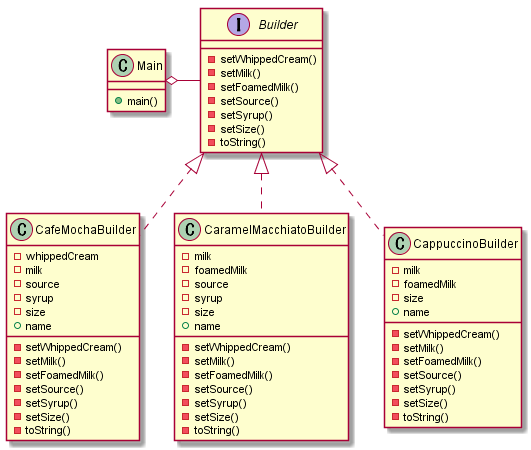 I Builder
setWhippedCream()
setMilk()
setFoamedMilk()
setSource()
setSyrup()
setSize()
toString()
C Main
main()
C CafeMochaBuilder
whippedCream
milk
source
syrup
size
name
setWhippedCream()
setMilk()
setFoamedMilk()
setSource()
setSyrup()
setSize()
toString()
C CaramelMacchiatoBuilder
milk
foamedMilk
source
syrup
size
name
setWhippedCream()
setMilk()
setFoamedMilk()
setSource()
setSyrup()
setSize()
toString()
C CappuccinoBuilder
milk
foamedMilk
size
name
setWhippedCream()
setMilk()
setFoamedMilk()
setSource()
setSyrup()
setSize()
toString()